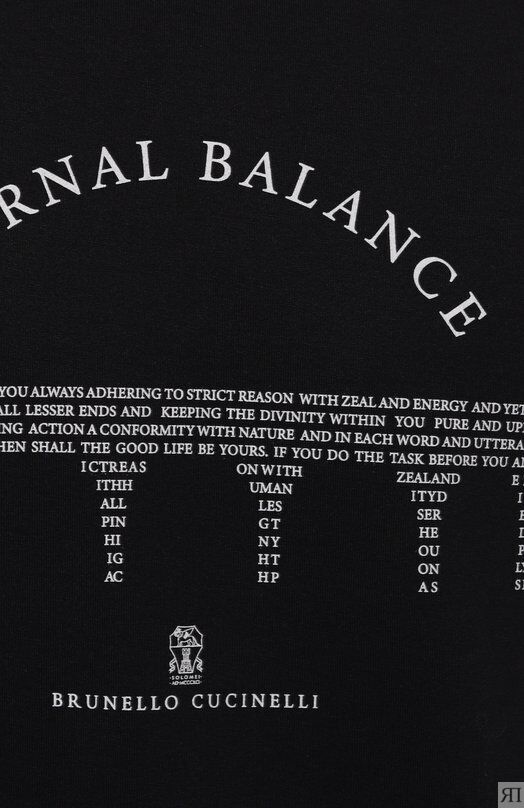 RNAL BALANCE
YOU ALWAYS ADHERING TO STRICT REASON WITH ZEAL AND ENERGY AND YET
ALL LESSER ENDS AND KEEPING THE DIVINITY WITHIN YOU PURE AND UP
ING ACTION A CONFORMITY WITH NATURE AND IN EACH WORD AND UTTERA
HEN SHALL THE GOOD LIFE BE YOURS. IF YOU DO THE TASK BEFORE YOU A
ICTREAS ONWITH ZEALAND E
ITHH UMAN ITYD I
ALL LES SER
PIN GT HE
HI NY OU
IG HT ON
AC HP AS
SOLOMEI
BRUNELLO CUCINELLI
ЯП